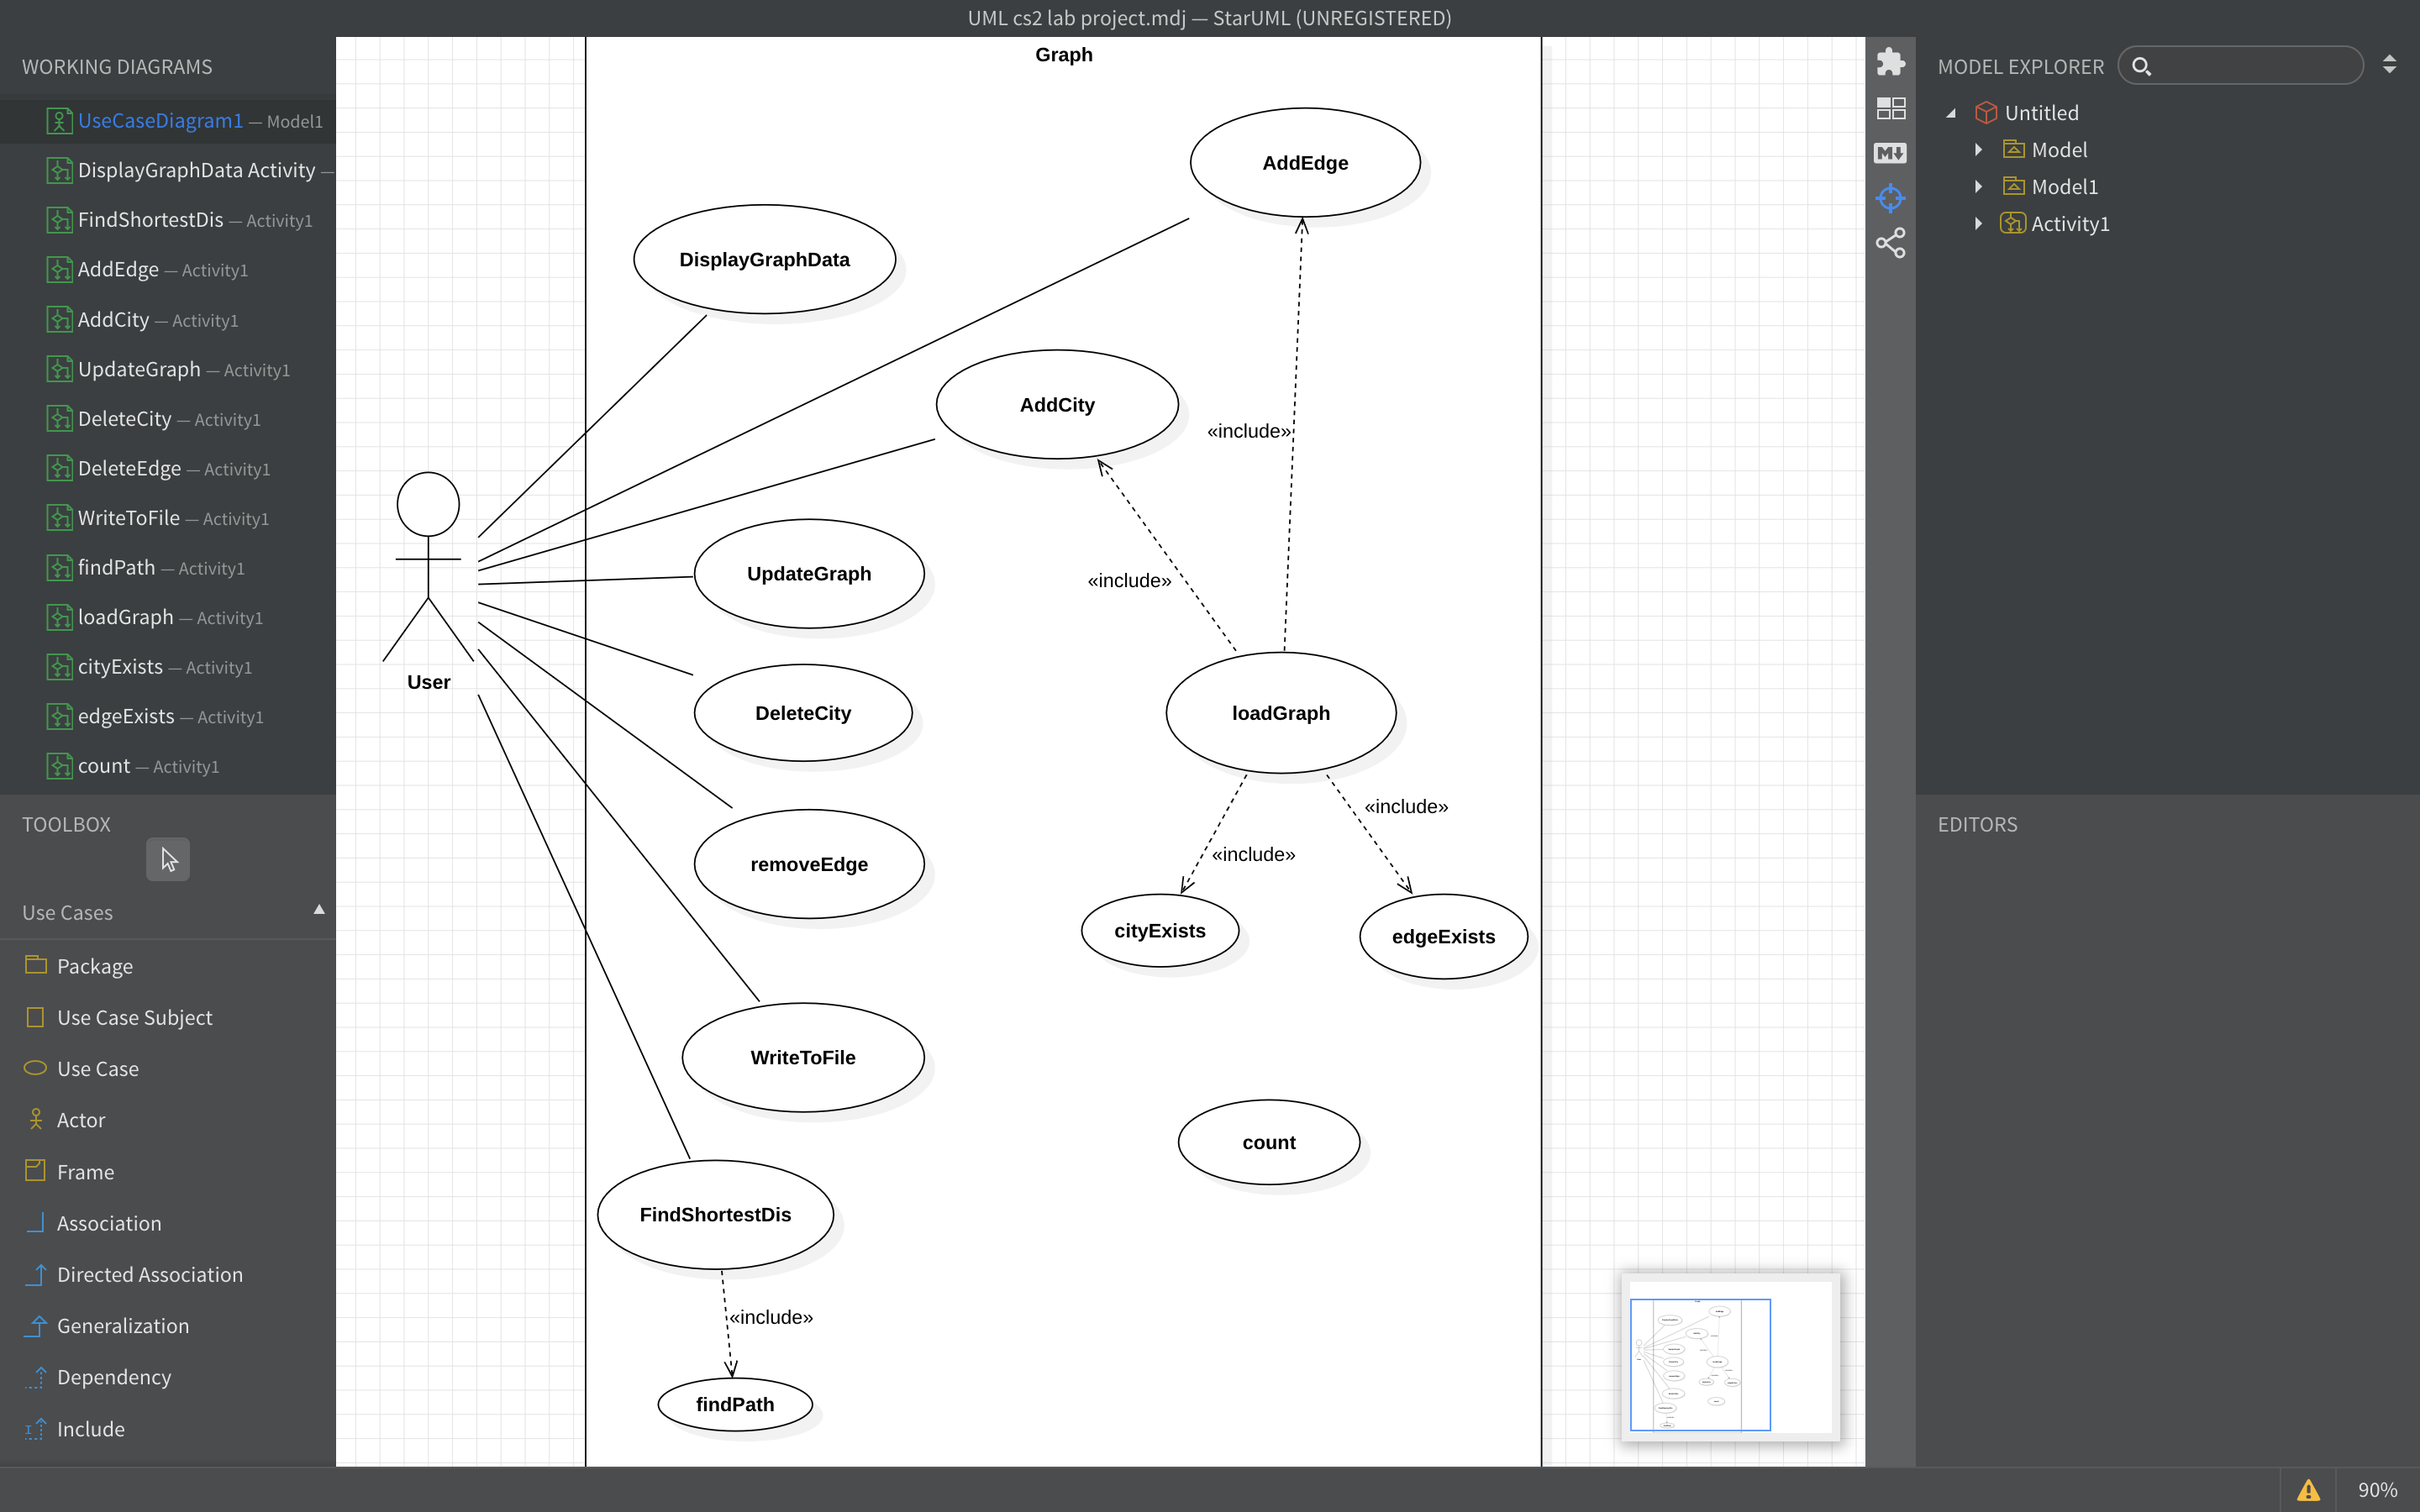 UML cs2 lab project.mdj — StarUML (UNREGISTERED)
WORKING DIAGRAMS
UseCaseDiagram1 — Model1
DisplayGraphData Activity —
FindShortestDis — Activity1
AddEdge — Activity1
AddCity — Activity1
UpdateGraph — Activity1
DeleteCity — Activity1
DeleteEdge — Activity1
WriteToFile — Activity1
findPath — Activity1
loadGraph — Activity1
cityExists — Activity1
edgeExists — Activity1
count — Activity1
TOOLBOX
Use Cases
Package
Use Case Subject
Use Case
Actor
Frame
Association
Directed Association
Generalization
Dependency
Include
Graph
AddEdge
DisplayGraphData
AddCity
«include»
UpdateGraph
«include»
User
DeleteCity
loadGraph
«include»
«include»
removeEdge
cityExists
edgeExists
WriteToFile
count
FindShortestDis
«include»
findPath
M
MODEL EXPLORER
Untitled
Model
Model1
Activity1
EDITORS
90%